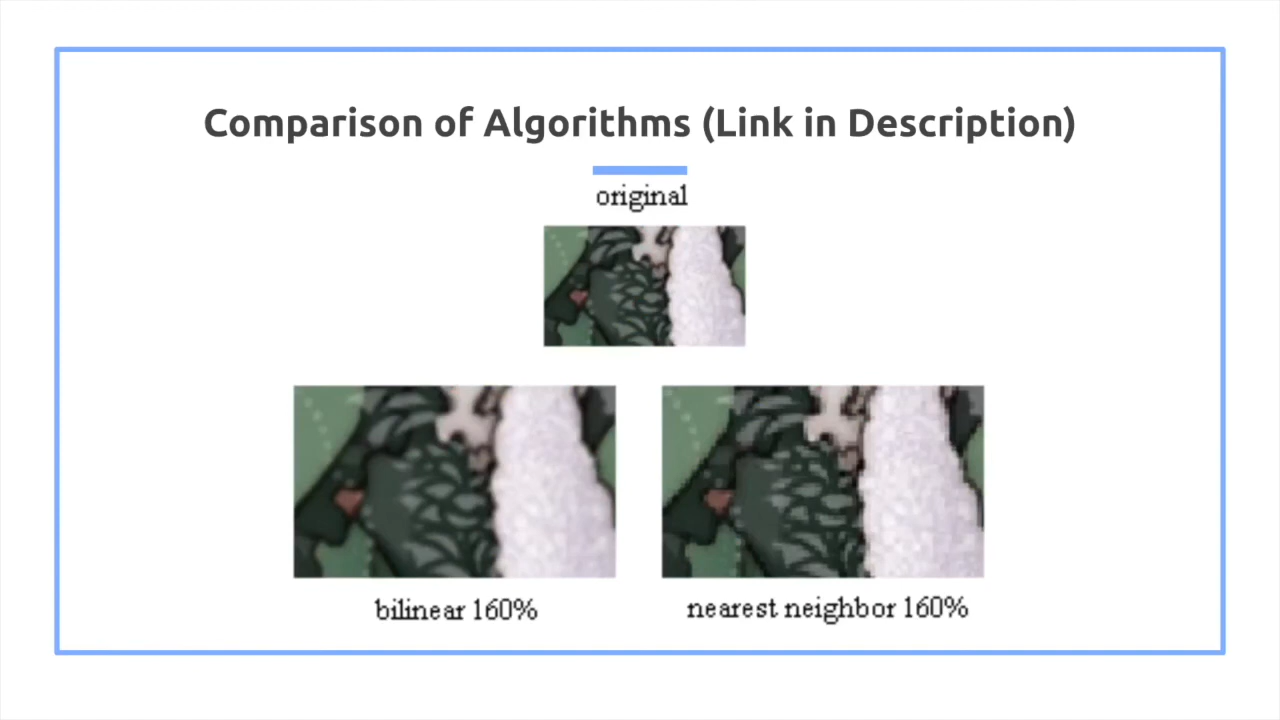 Comparison of Algorithms (Link in Description)
original
bilinear 160%
nearest neighbor 160%